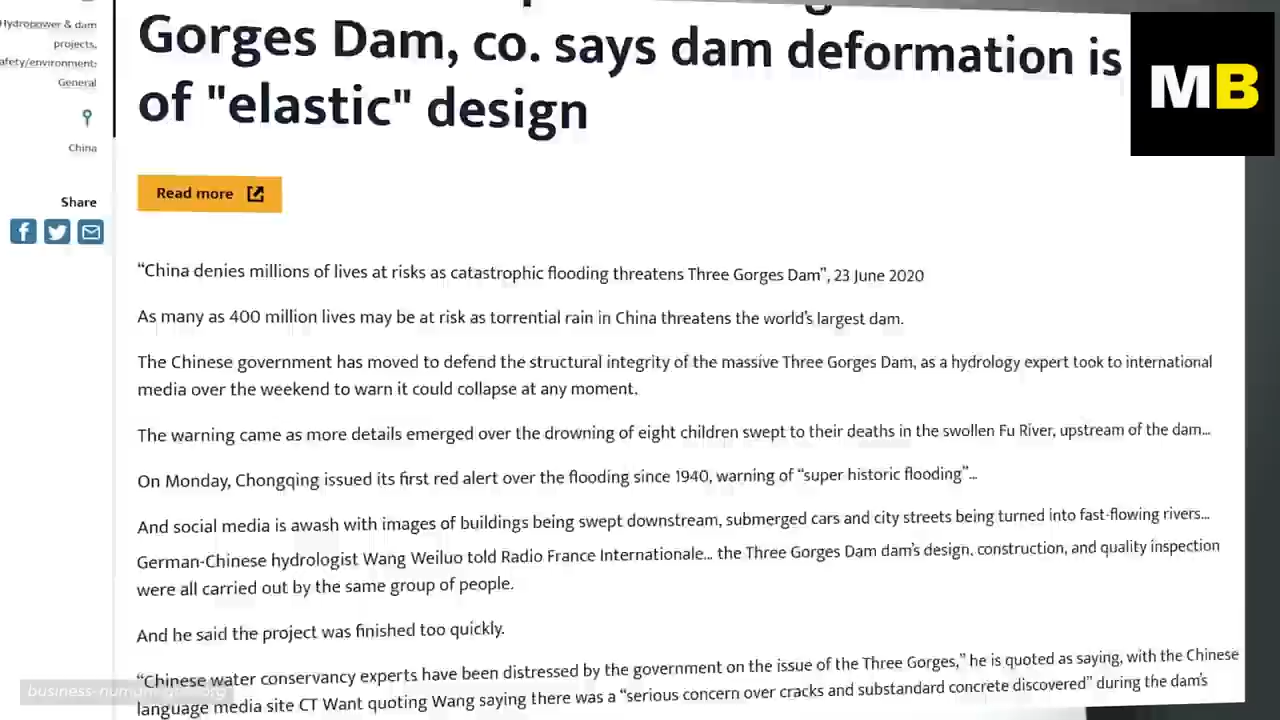 Hydropower & dam
projects,
afety/environment:
General
China
Share
Gorges Dam, co. says dam deformation is
of "elastic" design
MB
Read more
“China denies millions of lives at risks as catastrophic flooding threatens Three Gorges Dam”, 23 June 2020
As many as 400 million lives may be at risk as torrential rain in China threatens the world’s largest dam.
The Chinese government has moved to defend the structural integrity of the massive Three Gorges Dam, as a hydrology expert took to international
media over the weekend to warn it could collapse at any moment.
The warning came as more details emerged over the drowning of eight children swept to their deaths in the swollen Fu River, upstream of the dam...
On Monday, Chongqing issued its first red alert over the flooding since 1940, warning of “super historic flooding”...
And social media is awash with images of buildings being swept downstream, submerged cars and city streets being turned into fast-flowing rivers...
German-Chinese hydrologist Wang Weiluo told Radio France Internationale... the Three Gorges Dam dam’s design, construction, and quality inspection
were all carried out by the same group of people.
And he said the project was finished too quickly.
“Chinese water conservancy experts have been distressed by the government on the issue of the Three Gorges,” he is quoted as saying, with the Chinese
language media site CT Want quoting Wang saying there was a “serious concern over cracks and substandard concrete discovered” during the dam’s